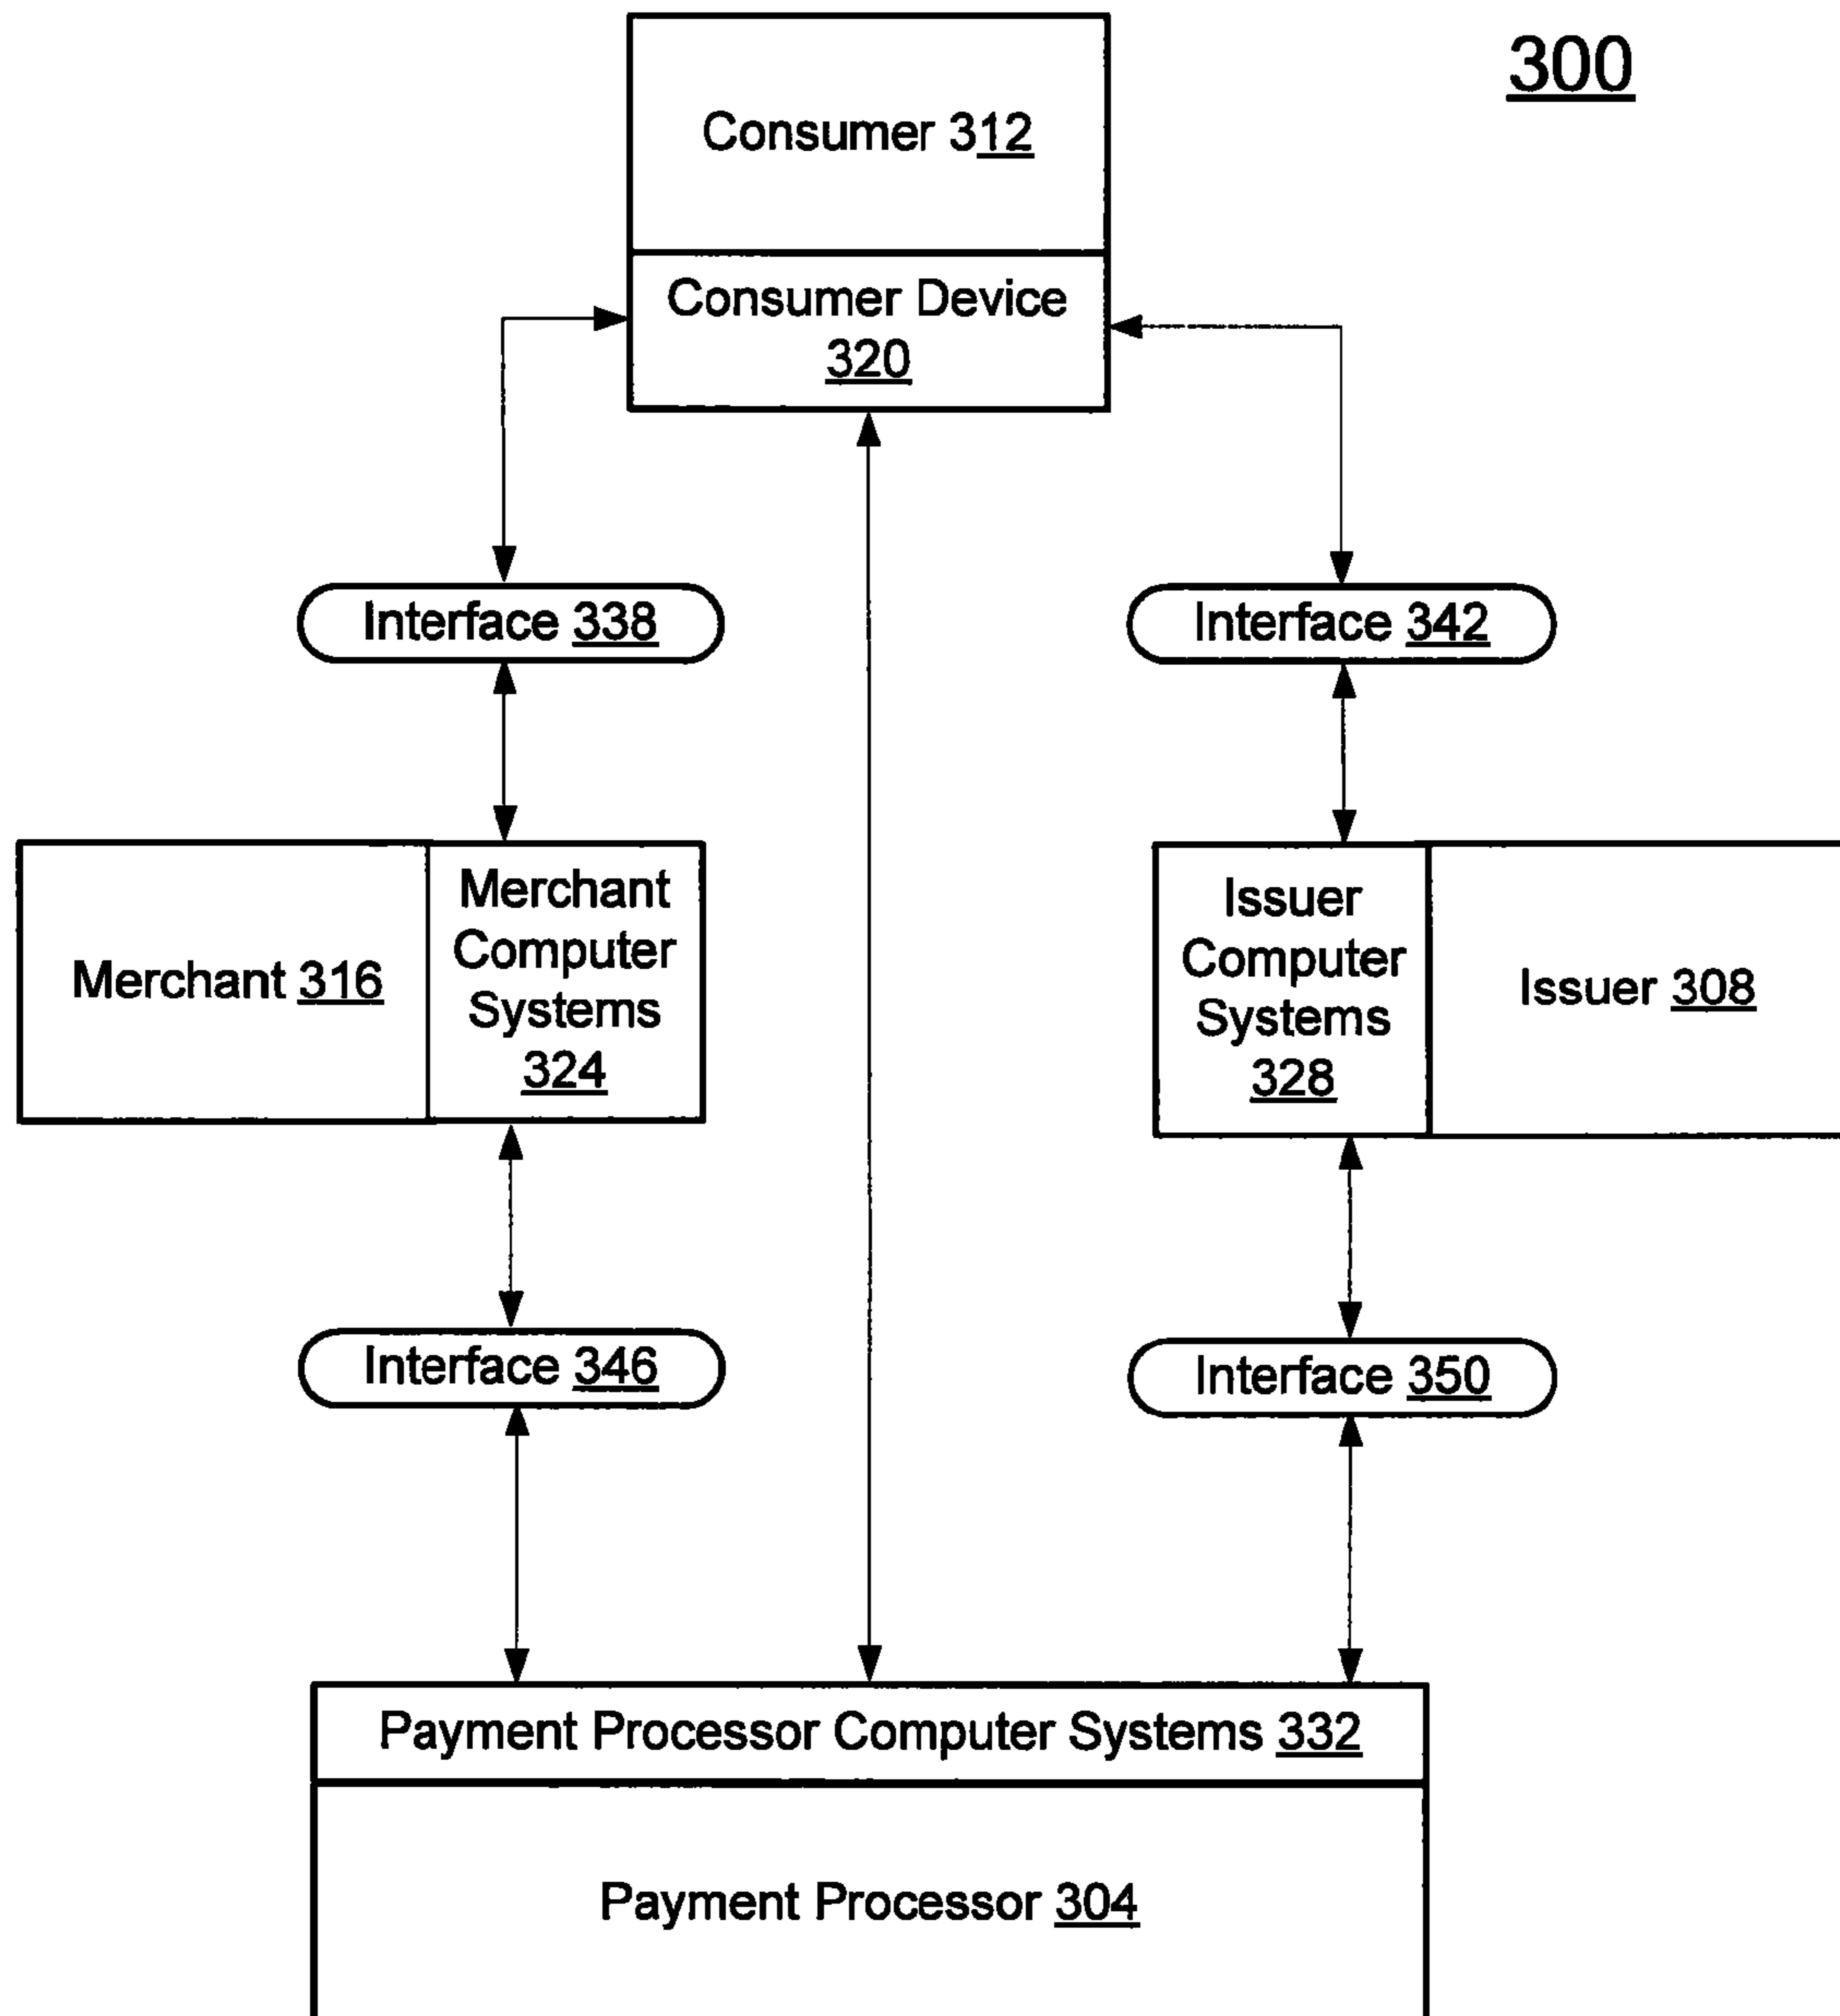 300
Consumer 312
Consumer Device
320
Interface 338
Interface 342
Merchant 316
Merchant
Computer
Systems
324
Issuer
Computer
Systems
328
Issuer 308
Interface 346
Interface 350
Payment Processor Computer Systems 332
Payment Processor 304